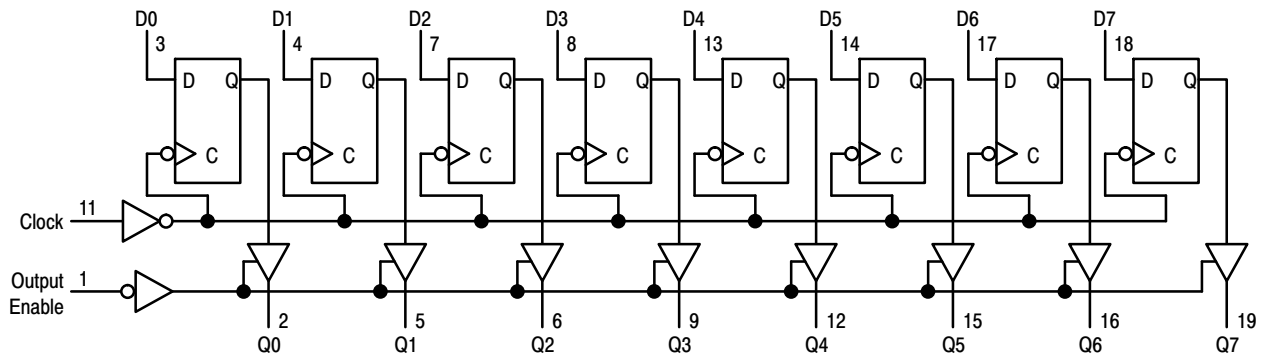 D0 D1 D2 D3 D4 D5 D6 D7
3 4 7 8 13 14 17 18
D Q D Q D Q D Q D Q D Q D Q D Q
C C C C C C C C
Clock 11
Output Enable 1
2 5 6 9 12 15 16 19
Q0 Q1 Q2 Q3 Q4 Q5 Q6 Q7